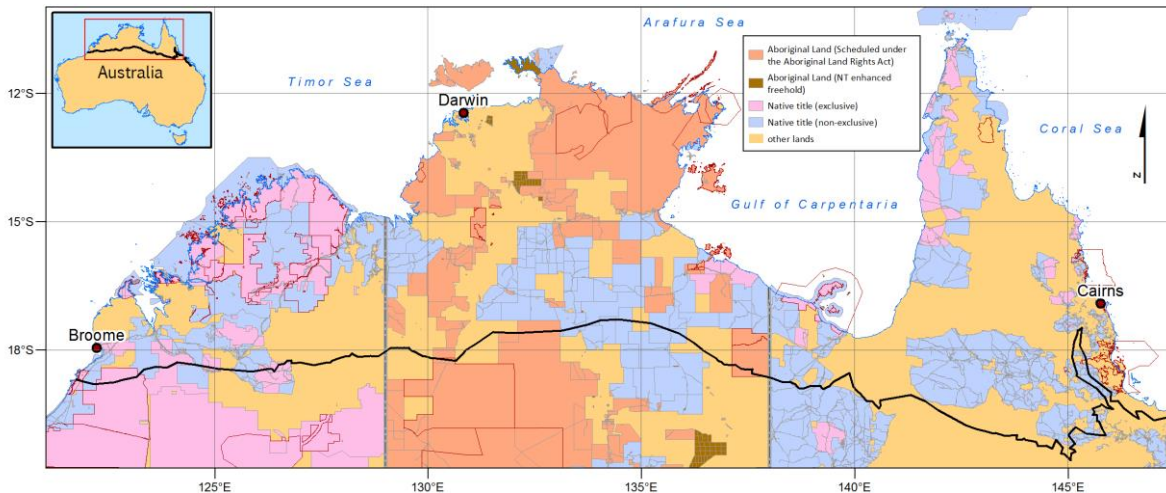 Australia
Arafura Sea
Timor Sea
Aboriginal Land (Scheduled under
the Aboriginal Land Rights Act)
Aboriginal Land (NT enhanced
freehold)
Native title (exclusive)
Native title (non-exclusive)
other lands
12°S
Darwin
Coral Sea
N
15°S
Gulf of Carpentaria
Cairns
Broome
18°S
125°E
130°E
135°E
140°E
145°E